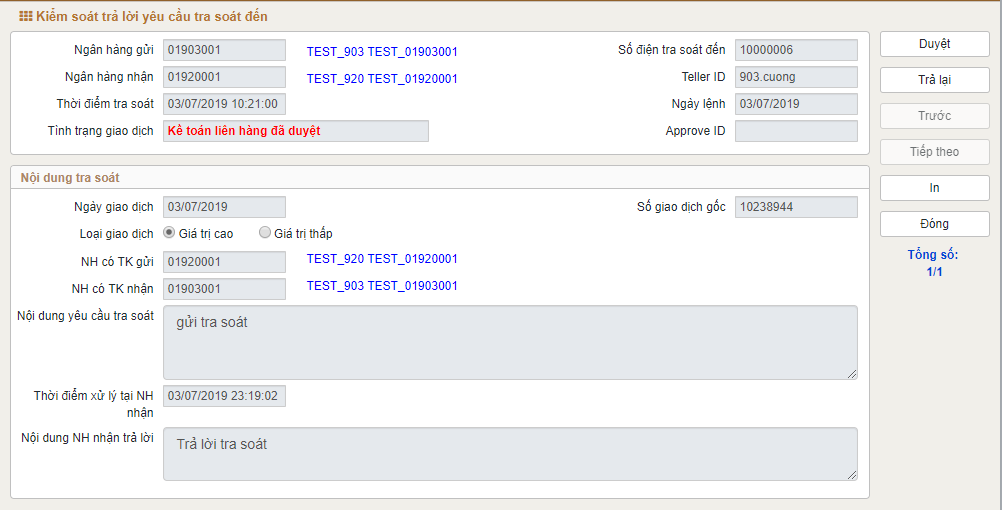 Kiểm soát trả lời yêu cầu tra soát đến
Ngân hàng gửi 01903001 TEST_903 TEST_01903001 Số điện tra soát đến 10000006
Ngân hàng nhận 01920001 TEST_920 TEST_01920001 Teller ID 903.cuong
Thời điểm tra soát 03/07/2019 10:21:00 Ngày lệnh 03/07/2019
Tình trạng giao dịch Kế toán liên hàng đã duyệt Approve ID
Duyệt
Trả lại
Trước
Tiếp theo
In
Đóng
Tổng số:
1/1
Nội dung tra soát
Ngày giao dịch 03/07/2019 Số giao dịch gốc 10238944
Loại giao dịch Giá trị cao Giá trị thấp
NH có TK gửi 01920001 TEST_920 TEST_01920001
NH có TK nhận 01903001 TEST_903 TEST_01903001
Nội dung yêu cầu tra soát gửi tra soát
Thời điểm xử lý tại NH
nhận 03/07/2019 23:19:02
Nội dung NH nhận trả lời Trả lời tra soát